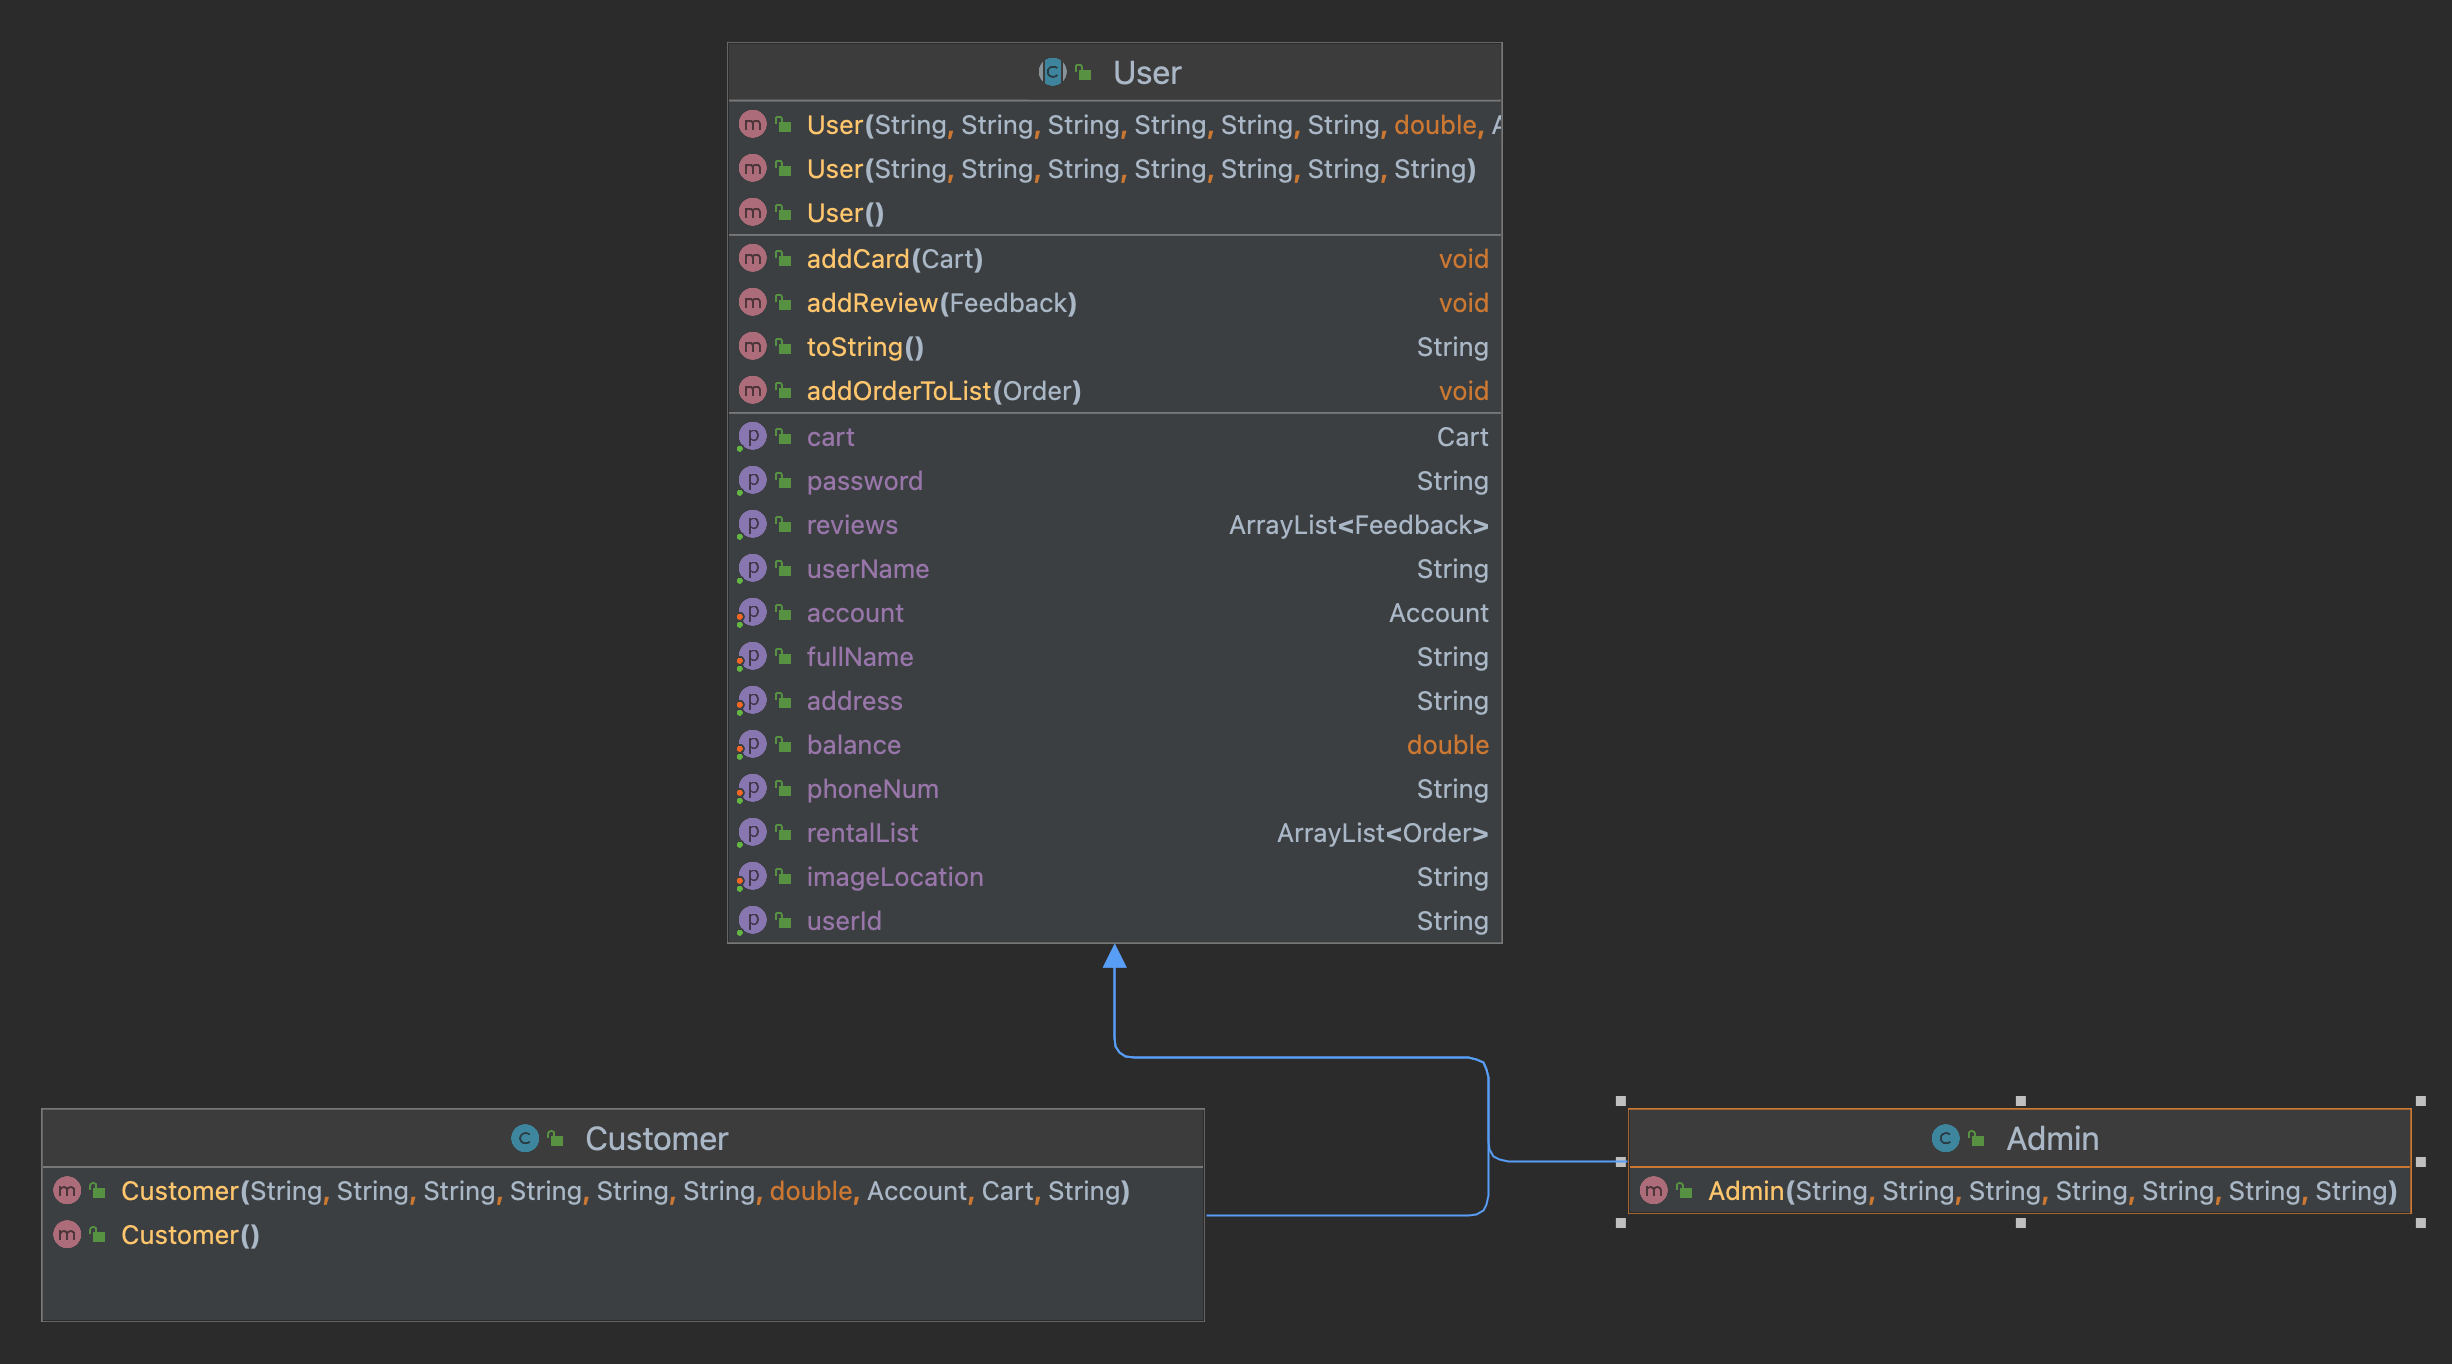 User
User(String, String, String, String, String, String, double,
User(String, String, String, String, String, String, String)
User()
addCard(Cart) void
addReview(Feedback) void
toString() String
addOrderToList(Order) void
cart Cart
password String
reviews ArrayList<Feedback>
userName String
account Account
fullName String
address String
balance double
phoneNum String
rentalList ArrayList<Order>
imageLocation String
userId String
Customer
Customer(String, String, String, String, String, String, double, Account, Cart, String)
Customer()
Admin
Admin(String, String, String, String, String, String, String)